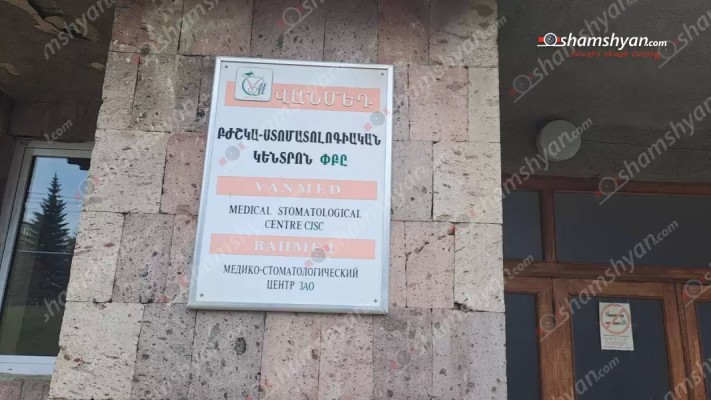 shamshyan.com
ՎԱՆՄԵԴ
ԲԺՇԿԱ-ՍՏՈՄԱՏՈԼՈԳԻԱԿԱՆ
ԿԵՆՏՐՈՆ ՓԲԸ
VANMED
MEDICAL STOMATOLOGICAL
CENTRE CJSC
ВАНМЕД
МЕДИКО-СТОМАТОЛОГИЧЕСКИЙ
ЦЕНТР ЗАО